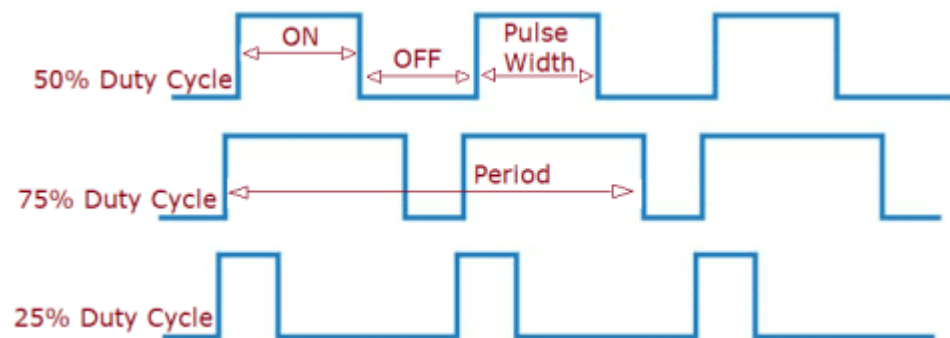 ON
OFF
Pulse
Width
50% Duty Cycle
Period
75% Duty Cycle
25% Duty Cycle